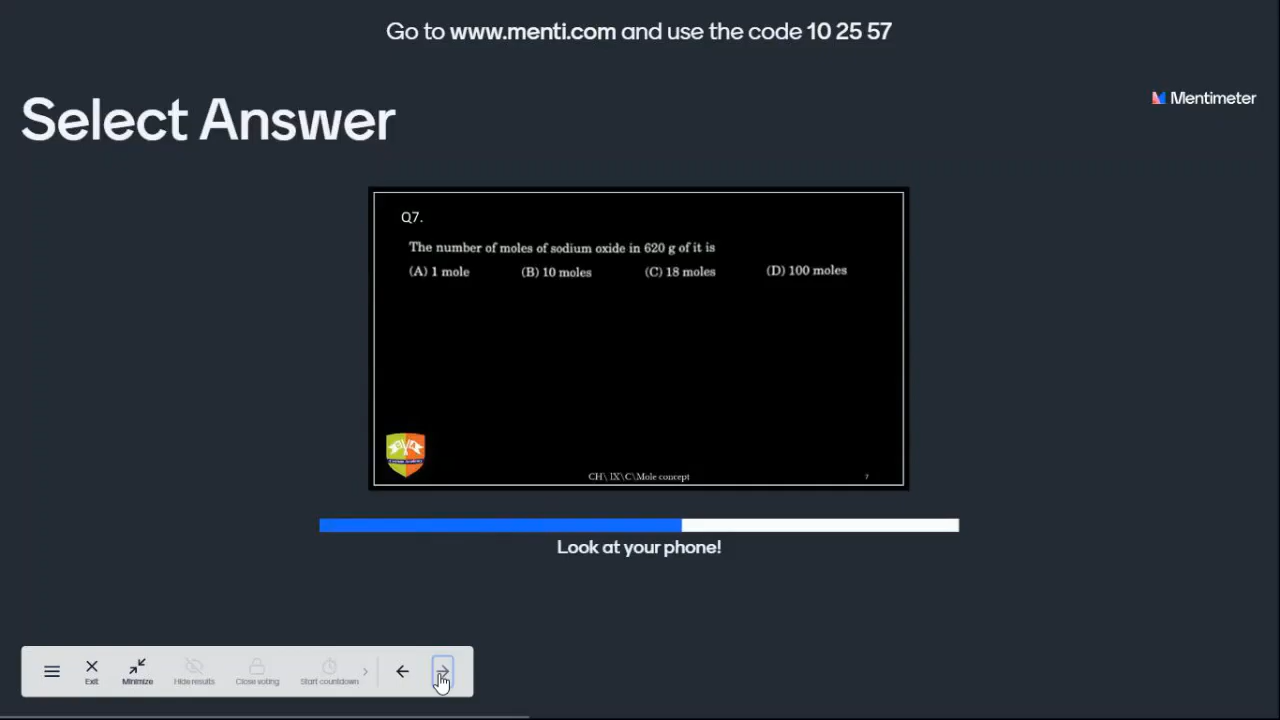 Go to www.menti.com and use the code 10 25 57
Mentimeter
Select Answer
Q7.
The number of moles of sodium oxide in 620 g of it is
(A) 1 mole (B) 10 moles (C) 18 moles (D) 100 moles
CH\ IX\C\Mole concept 7
Look at your phone!
Exit Minimize Hide results Close voting Start countdown